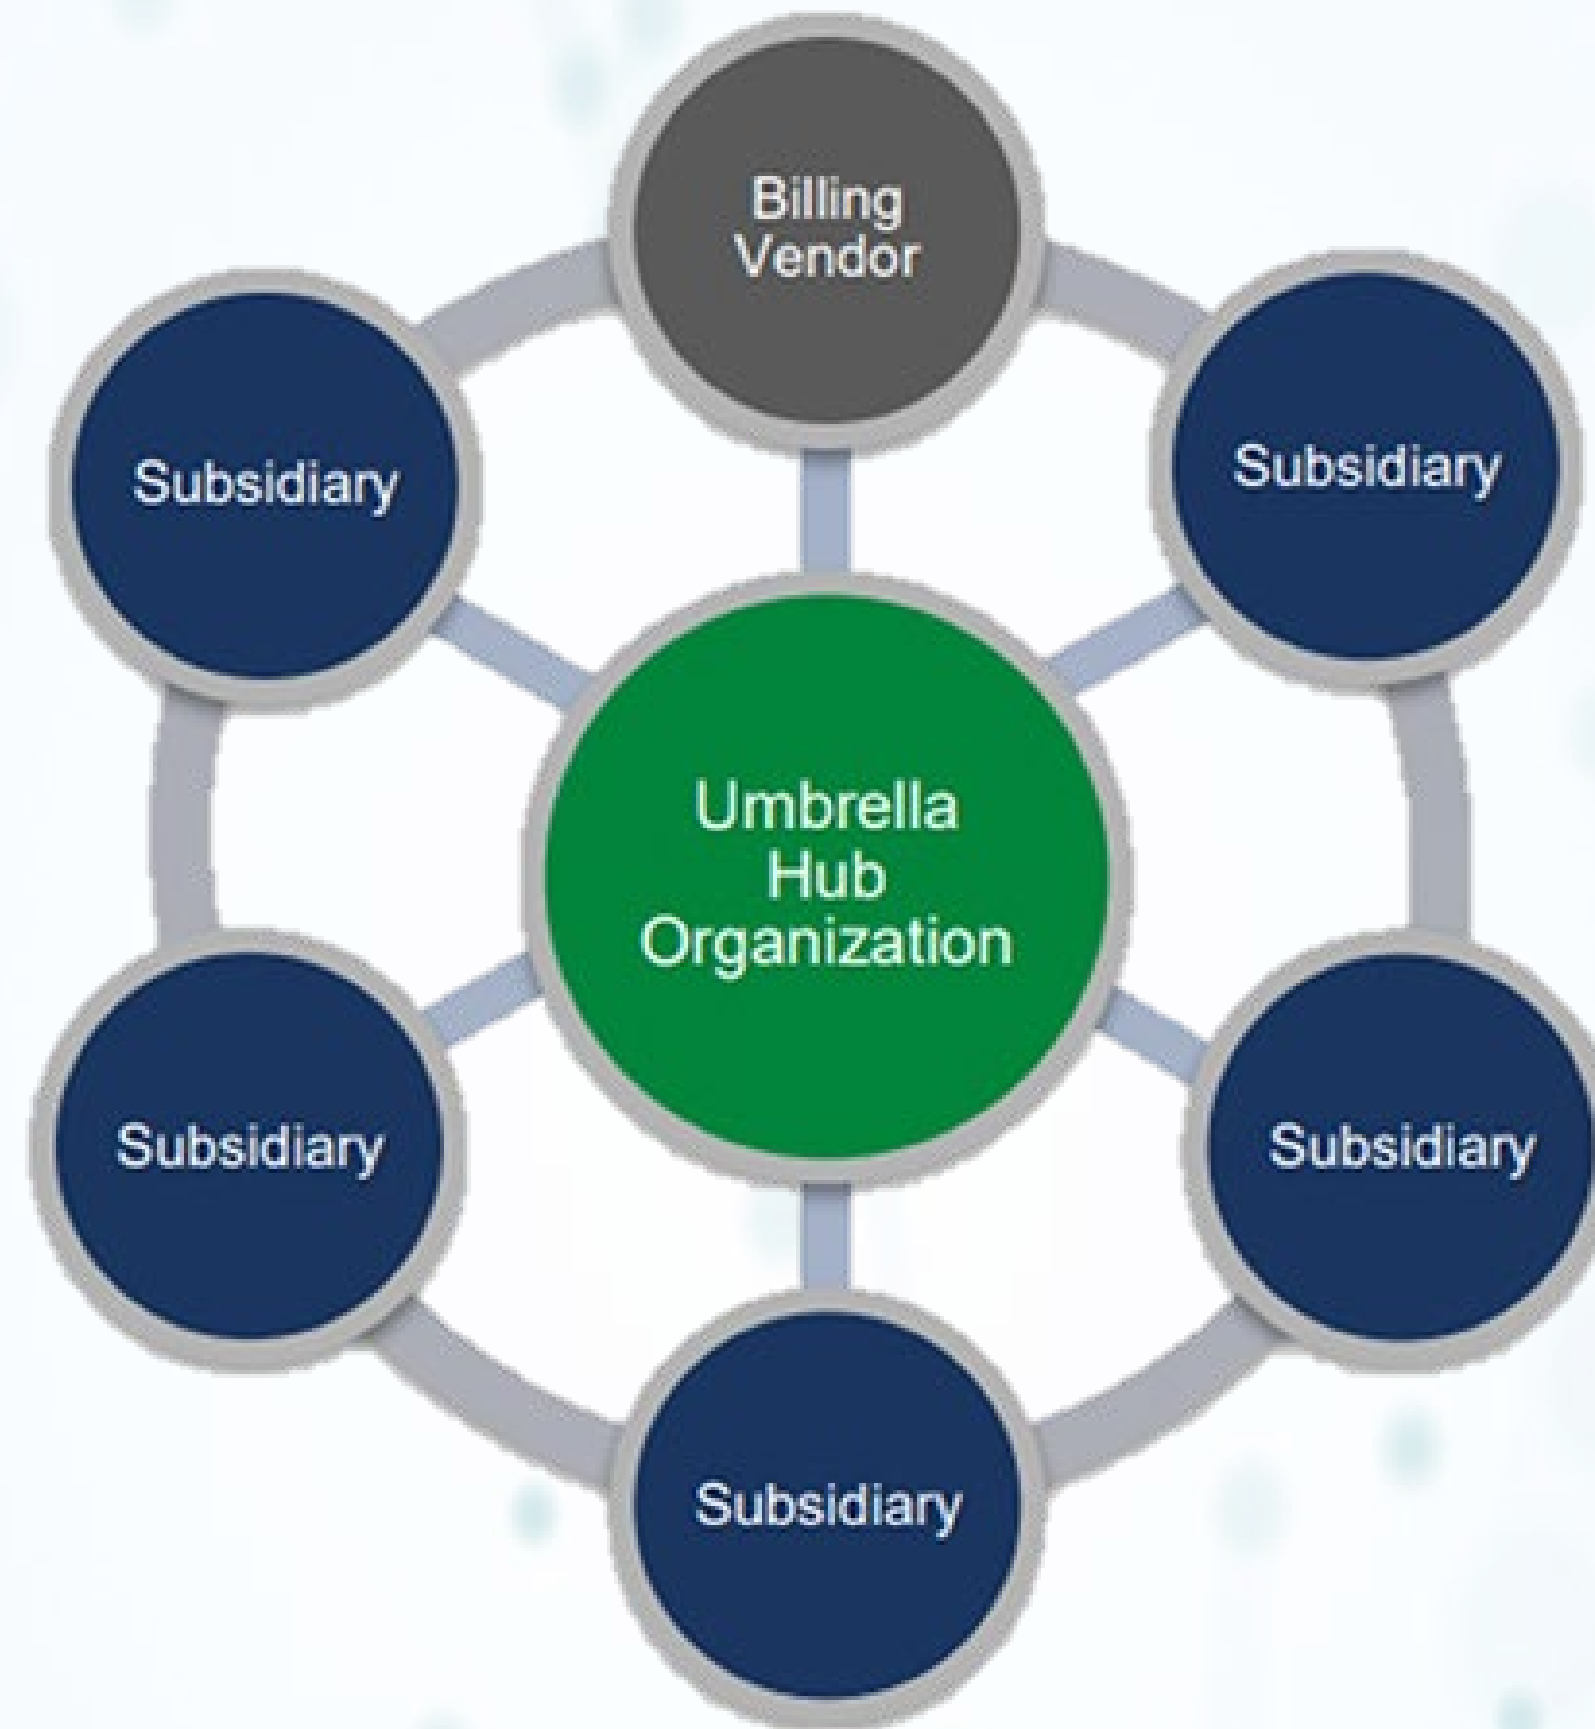 Billing
Vendor
Subsidiary
Subsidiary
Umbrella
Hub
Organization
Subsidiary
Subsidiary
Subsidiary